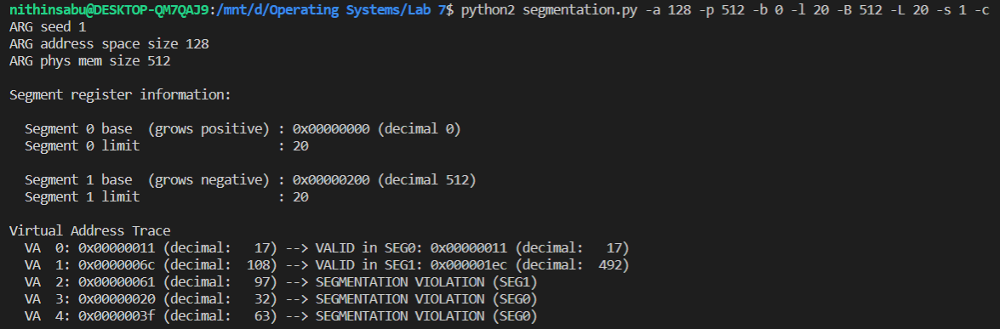 nithinsabu@DESKTOP-QM7QAJ9:/mnt/d/Operating Systems/Lab 7$ python2 segmentation.py -a 128 -p 512 -b 0 -l 20 -B 512 -L 20 -s 1 -c
ARG seed 1
ARG address space size 128
ARG phys mem size 512
Segment register information:
  Segment 0 base  (grows positive) : 0x00000000 (decimal 0)
  Segment 0 limit                  : 20
  Segment 1 base  (grows negative) : 0x00000200 (decimal 512)
  Segment 1 limit                  : 20
Virtual Address Trace
  VA  0: 0x00000011 (decimal:   17) --> VALID in SEG0: 0x00000011 (decimal:   17)
  VA  1: 0x0000006c (decimal:  108) --> VALID in SEG1: 0x000001ec (decimal:  492)
  VA  2: 0x00000061 (decimal:   97) --> SEGMENTATION VIOLATION (SEG1)
  VA  3: 0x00000020 (decimal:   32) --> SEGMENTATION VIOLATION (SEG0)
  VA  4: 0x0000003f (decimal:   63) --> SEGMENTATION VIOLATION (SEG0)